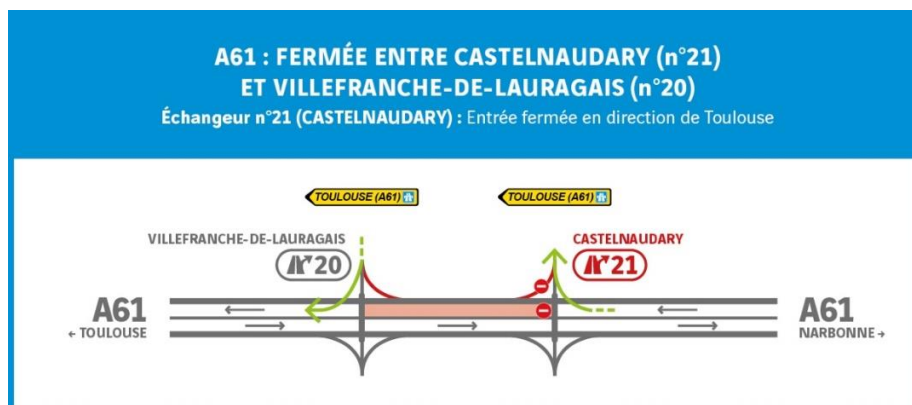 A61 : FERMÉE ENTRE CASTELNAUDARY (n°21)
ET VILLEFRANCHE-DE-LAURAGAIS (n°20)
Échangeur n°21 (CASTELNAUDARY) : Entrée fermée en direction de Toulouse
TOULOUSE (A61)
TOULOUSE (A61)
VILLEFRANCHE-DE-LAURAGAIS
20
CASTELNAUDARY
21
A61
← TOULOUSE
A61
NARBONNE →